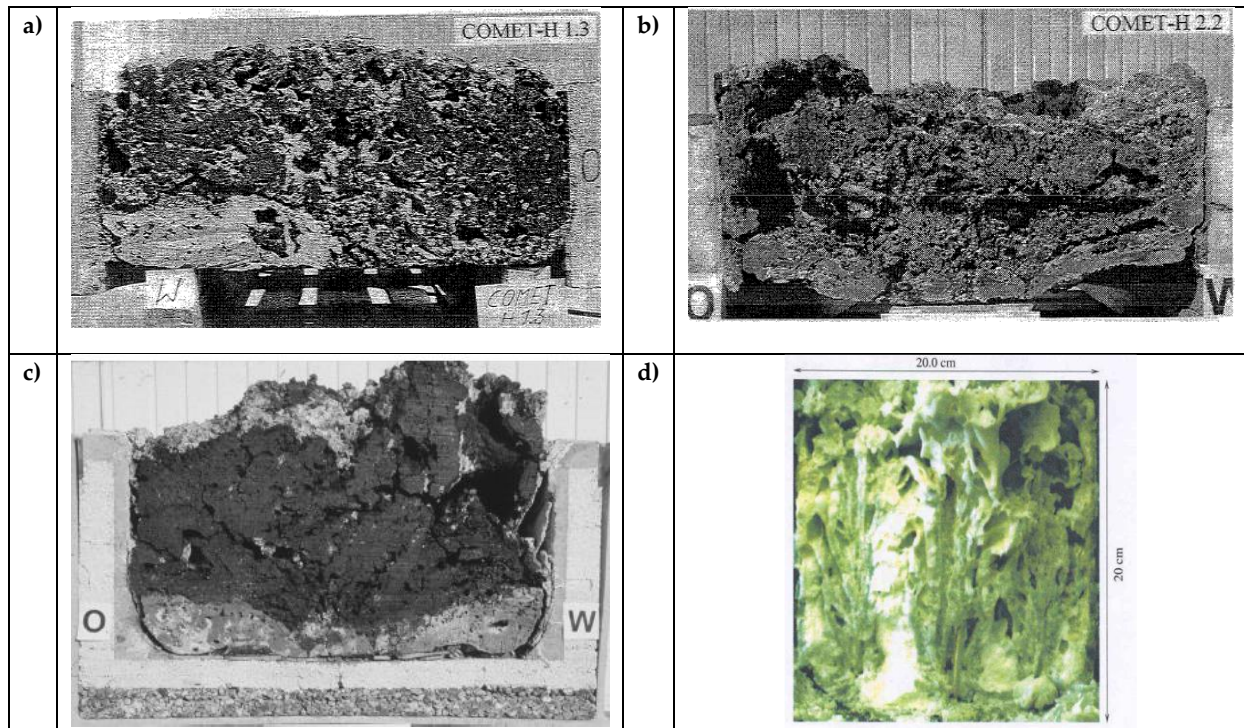 a)
COMET-H 1.3
O
W
COMET
H 1.3
b)
COMET-H 2.2
O
W
c)
O
W
d)
20.0 cm
20 cm